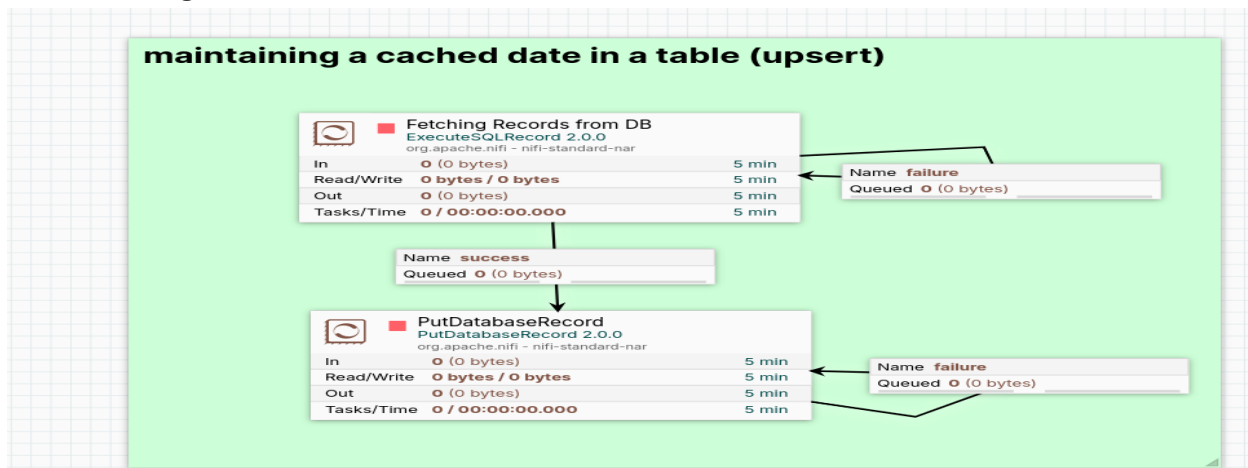 maintaining a cached date in a table (upsert)
Fetching Records from DB
ExecuteSQLRecord 2.0.0
org.apache.nifi - nifi-standard-nar
In 0 (0 bytes) 5 min
Read/Write 0 bytes / 0 bytes 5 min
Out 0 (0 bytes) 5 min
Tasks/Time 0 / 00:00:00.000 5 min
Name failure
Queued 0 (0 bytes)
Name success
Queued 0 (0 bytes)
PutDatabaseRecord
PutDatabaseRecord 2.0.0
org.apache.nifi - nifi-standard-nar
In 0 (0 bytes) 5 min
Read/Write 0 bytes / 0 bytes 5 min
Out 0 (0 bytes) 5 min
Tasks/Time 0 / 00:00:00.000 5 min
Name failure
Queued 0 (0 bytes)